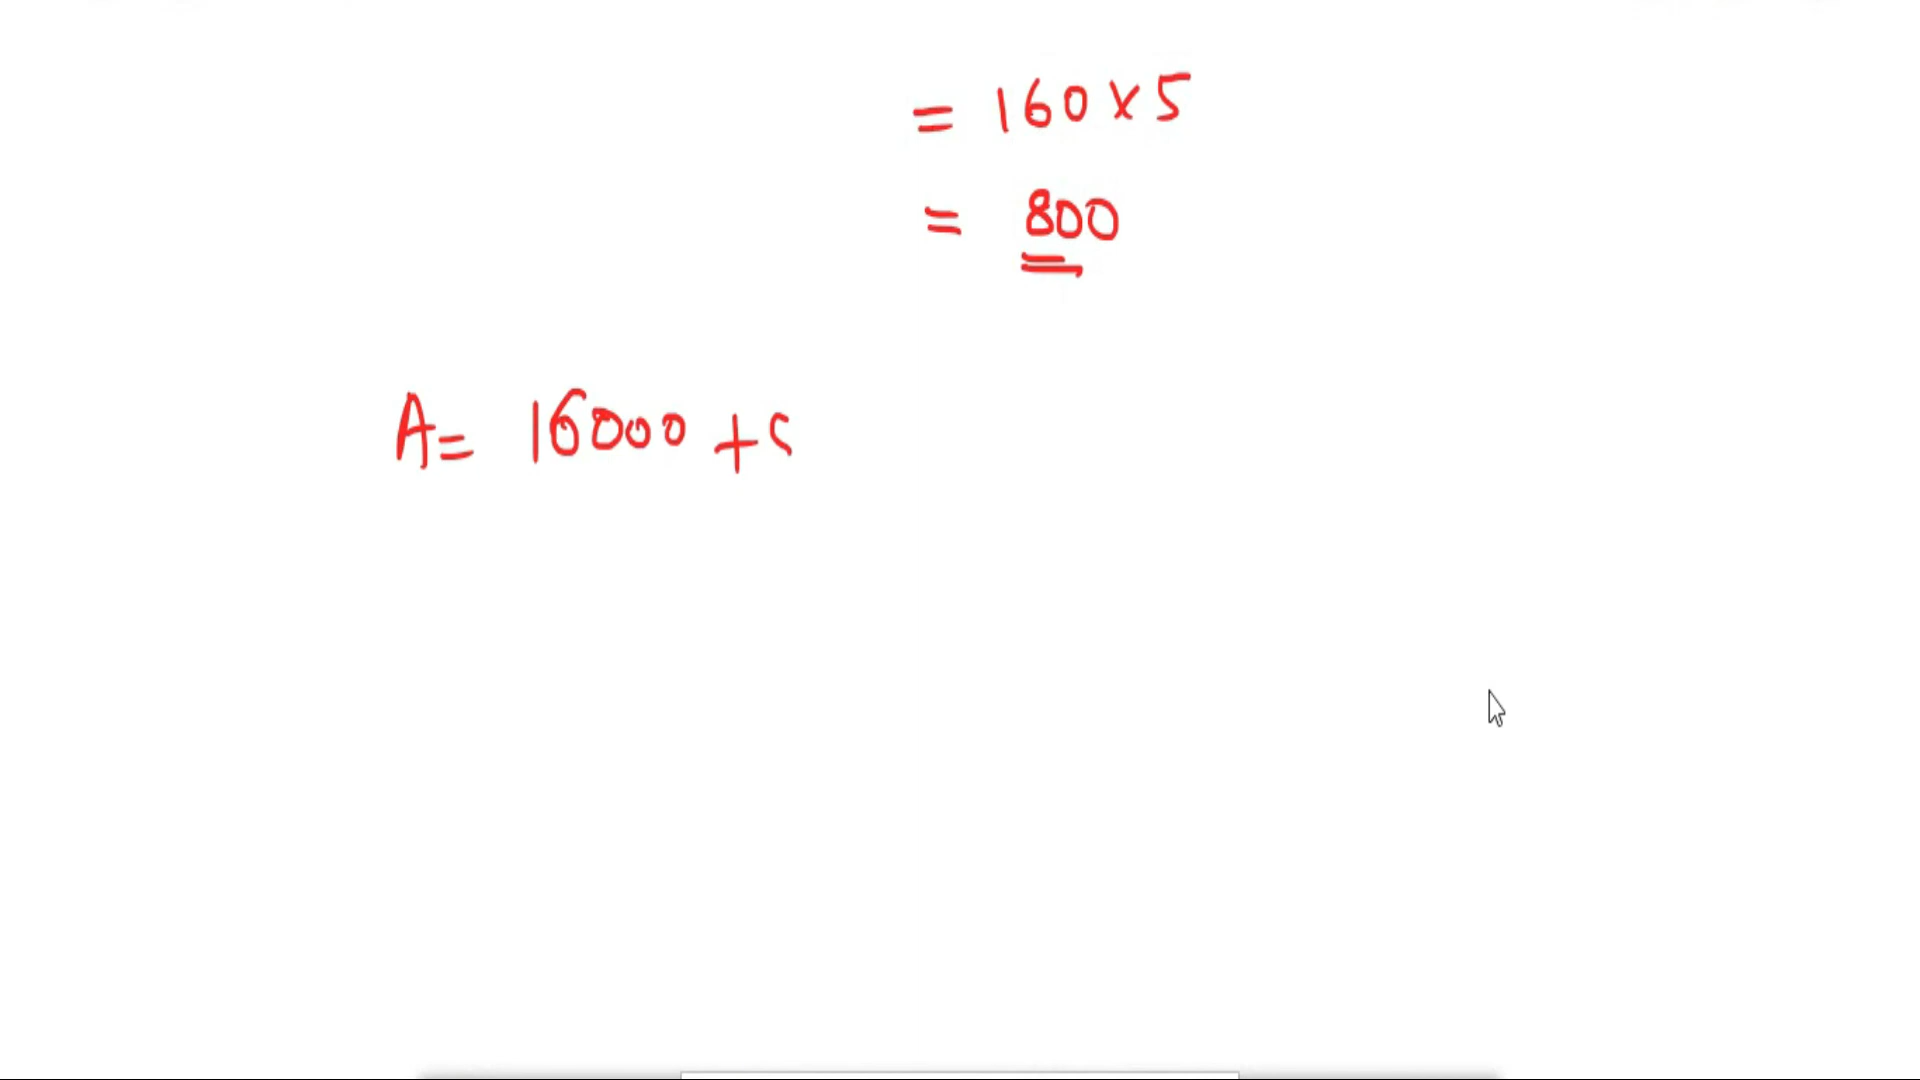 = 160 x 5
= 800
A = 16000 +